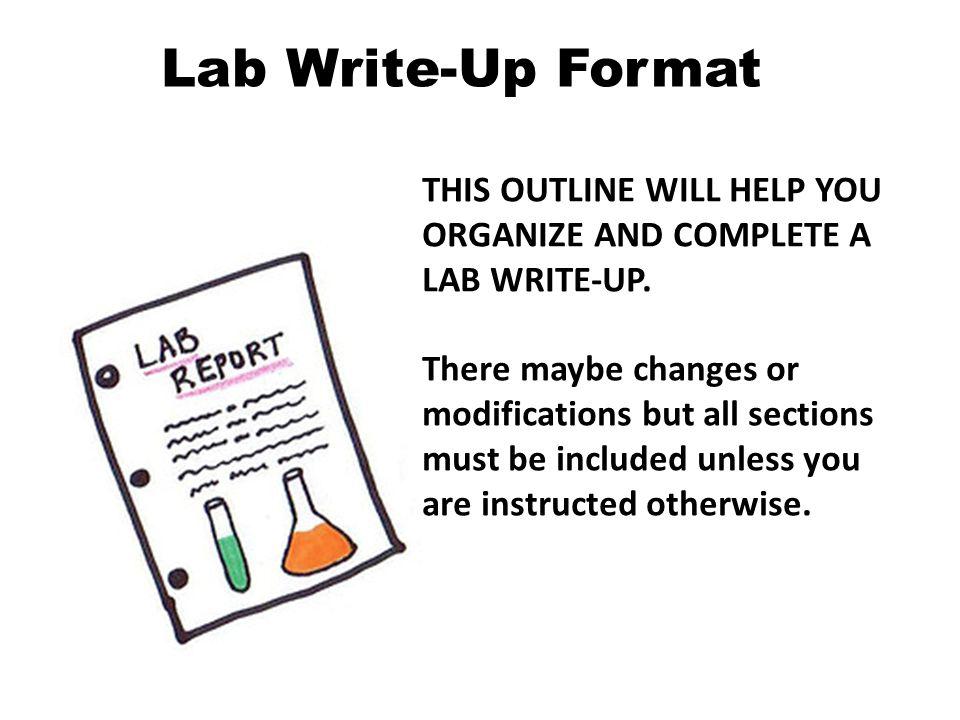 Lab Write-Up Format
THIS OUTLINE WILL HELP YOU
ORGANIZE AND COMPLETE A
LAB WRITE-UP.
There maybe changes or
modifications but all sections
must be included unless you
are instructed otherwise.
LAB
REPORT